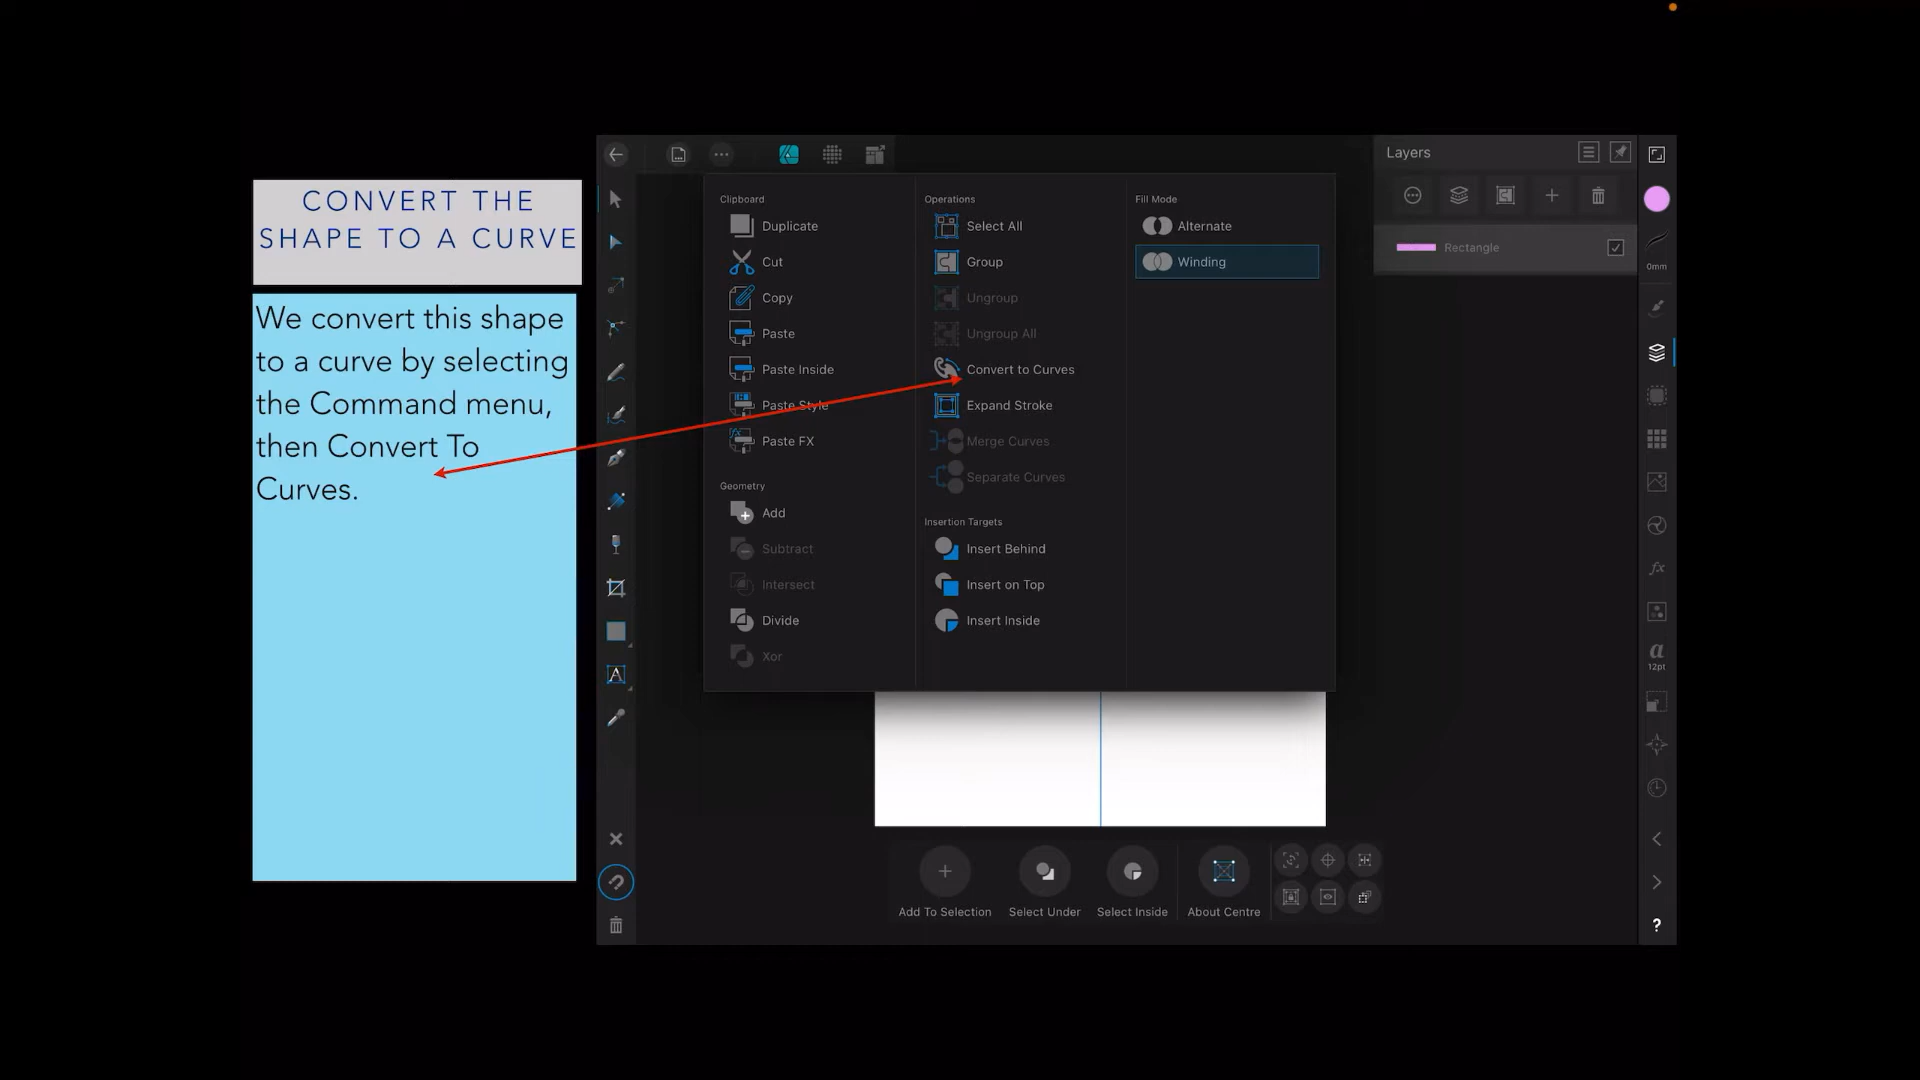 CONVERT THE
SHAPE TO A CURVE
We convert this shape
to a curve by selecting
the Command menu,
then Convert To
Curves.
Clipboard
Duplicate
Cut
Copy
Paste
Paste Inside
Paste Style
Paste FX
Geometry
Add
Subtract
Intersect
Divide
Xor
Operations
Select All
Group
Ungroup
Ungroup All
Convert to Curves
Expand Stroke
Merge Curves
Separate Curves
Insertion Targets
Insert Behind
Insert on Top
Insert Inside
Fill Mode
Alternate
Winding
Layers
Rectangle
0mm
fx
a
12pt
?
A
Add To Selection
Select Under
Select Inside
About Centre